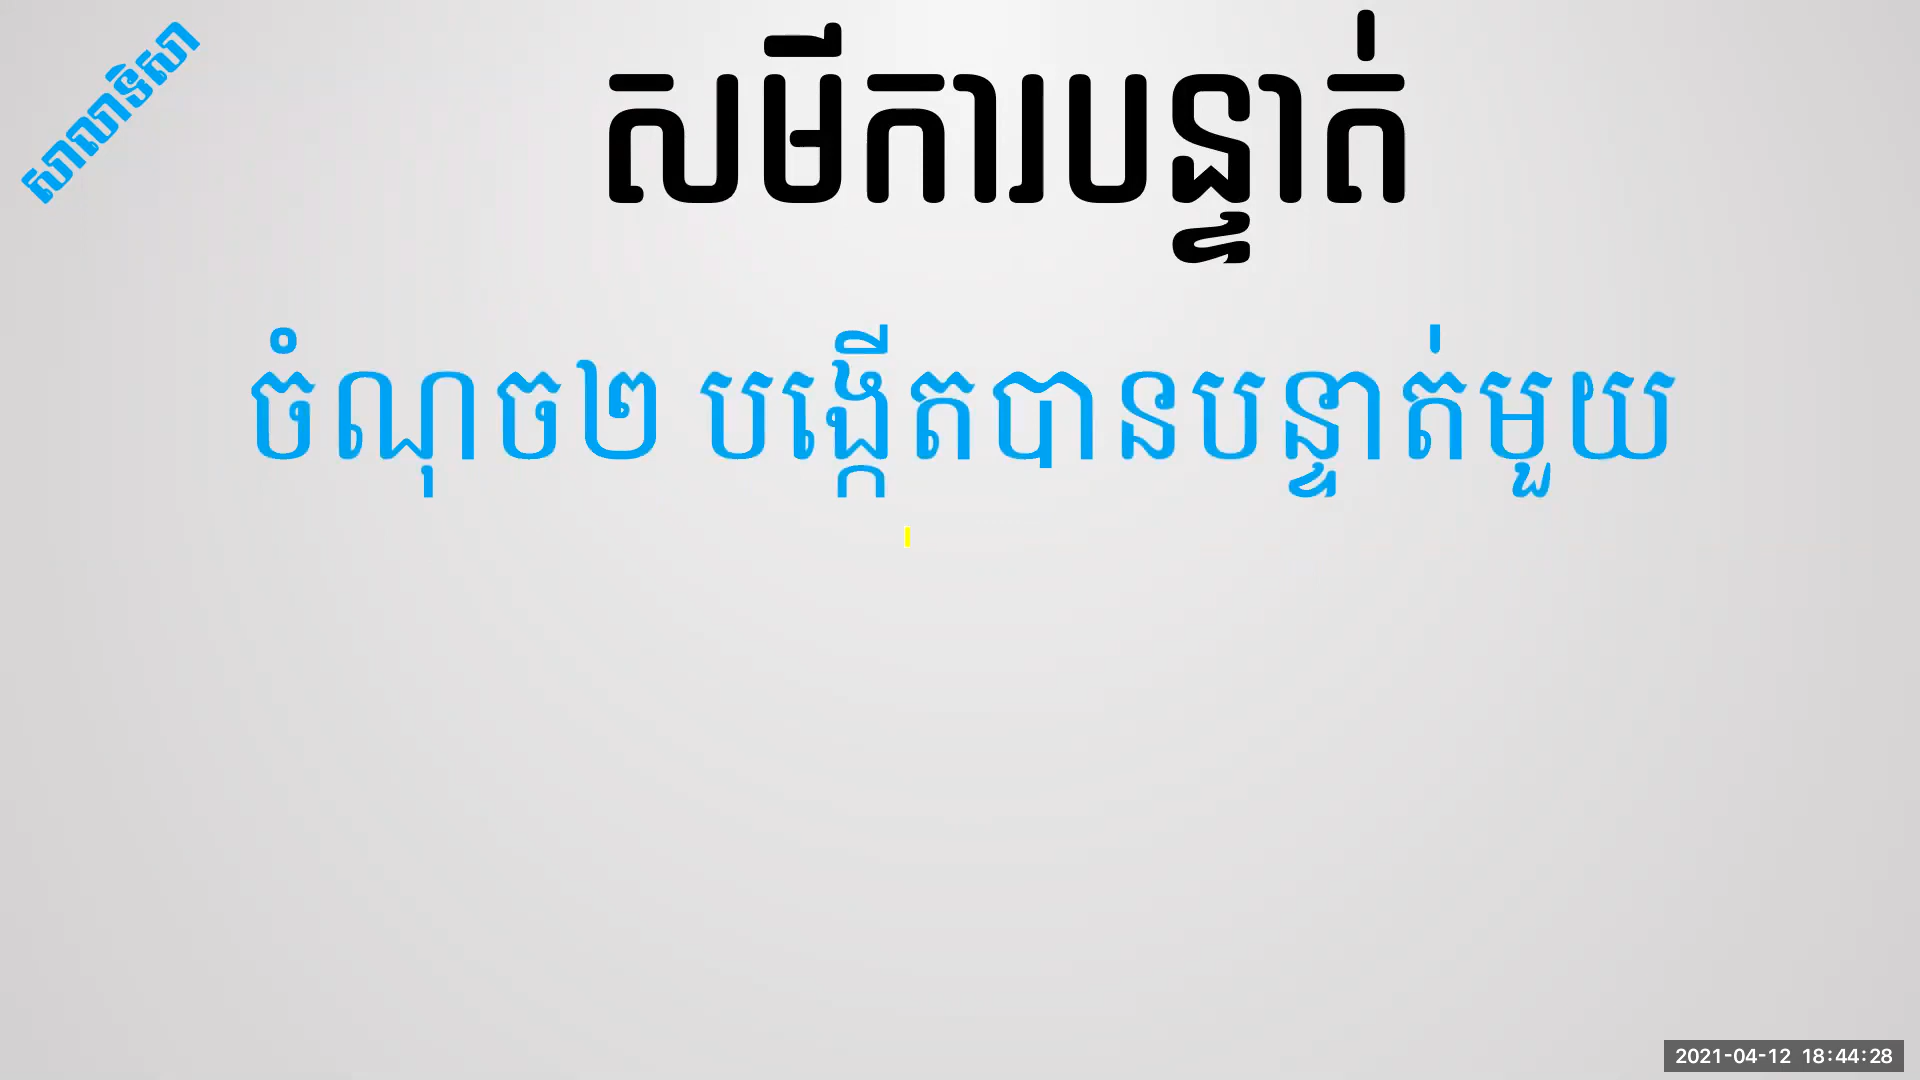 សាលាឌិសា
សមីការបន្ទាត់
ចំណុច២ បង្កើតបានបន្ទាត់មួយ
2021-04-12 18:44:28